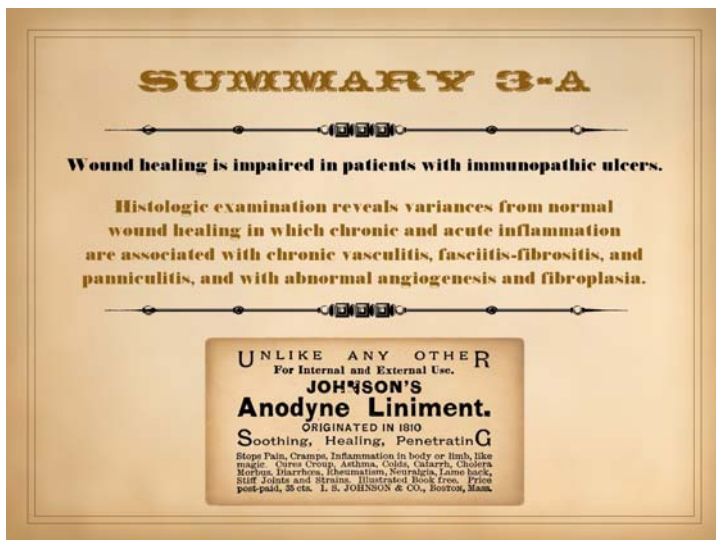 SUMMARY 3-A
Wound healing is impaired in patients with immunopathic ulcers.
Histologic examination reveals variances from normal
wound healing in which chronic and acute inflammation
are associated with chronic vasculitis, fasciitis-fibrositis, and
panniculitis, and with abnormal angiogenesis and fibroplasia.
UNLIKE ANY OTHER
For Internal and External Use.
JOHNSON'S
Anodyne Liniment.
ORIGINATED IN 1810
Soothing, Healing, PenetratinG
Stops Pain, Cramps, Inflammation in body or limb, like
magic. Cures Croup, Asthma, Colds, Catarrh, Cholera
Morbus, Diarrhœa, Rheumatism, Neuralgia, Lame back,
Stiff Joints and Strains. Illustrated Book free. Price
post-paid, 35 cts. I. S. JOHNSON & CO., BOSTON, MASS.